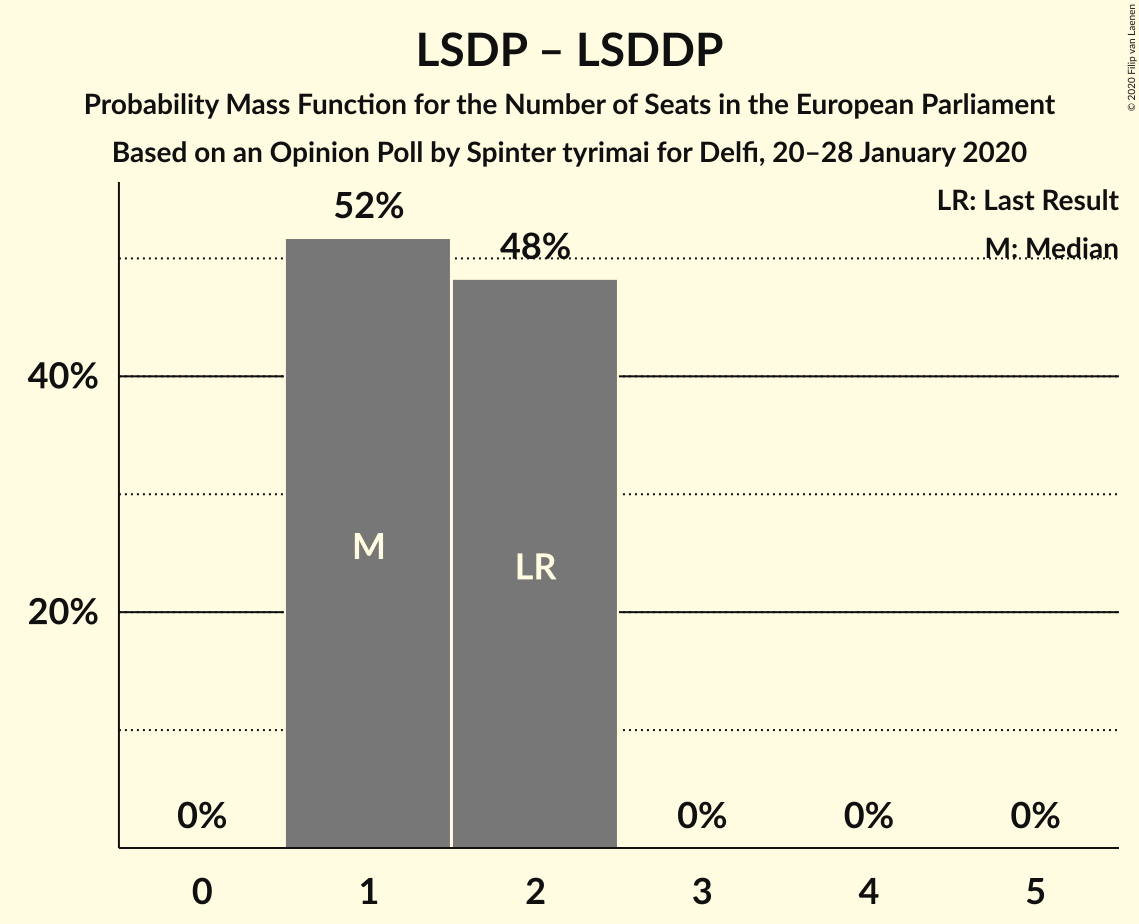 LSDP – LSDDP
Probability Mass Function for the Number of Seats in the European Parliament
Based on an Opinion Poll by Spinter tyrimai for Delfi, 20–28 January 2020
© 2020 Filip van Laenen
LR: Last Result
M: Median
52%
48%
40%
20%
M
LR
0%
0%
0%
0%
0
1
2
3
4
5